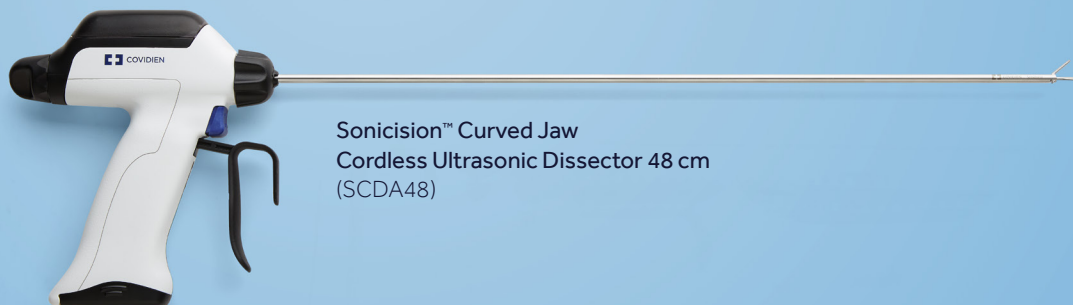 COVIDIEN
Sonicision™ Curved Jaw
Cordless Ultrasonic Dissector 48 cm
(SCDA48)